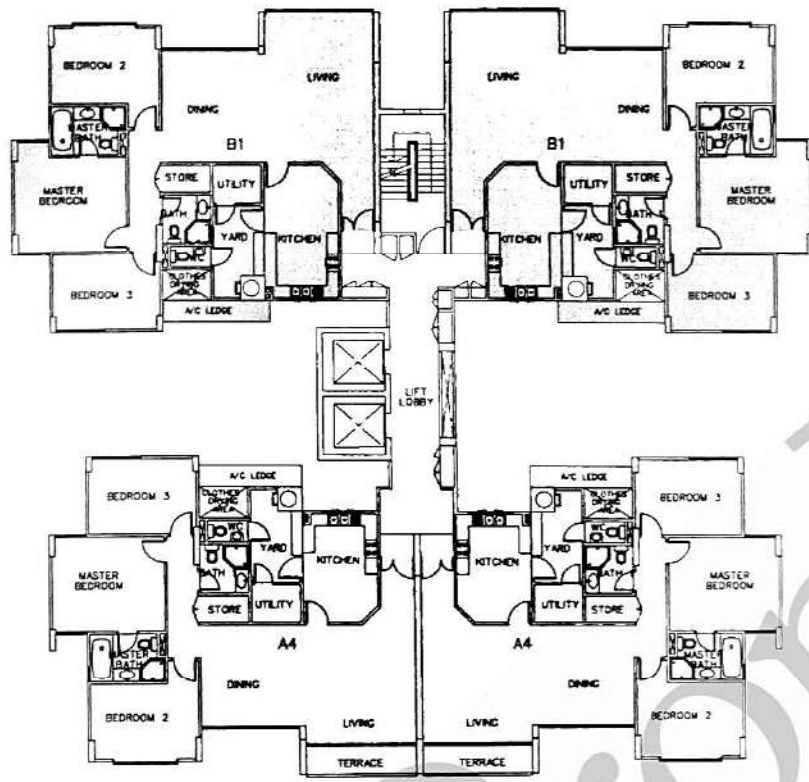 BEDROOM 2
LIVING
DINING
MASTER
BATH
B1
STORE
UTILITY
MASTER
BEDROOM
BATH
KITCHEN
YARD
WC
BEDROOM 3
CLOTHES
DRYING
AREA
A/C LEDGE
LIVING
BEDROOM 2
DINING
MASTER
BATH
B1
UTILITY
STORE
MASTER
BEDROOM
BATH
KITCHEN
YARD
WC
CLOTHES
DRYING
AREA
BEDROOM 3
A/C LEDGE
LIFT
LOBBY
A/C LEDGE
BEDROOM 3
CLOTHES
DRYING
AREA
WC
YARD
KITCHEN
MASTER
BEDROOM
BATH
STORE
UTILITY
A4
MASTER
BATH
DINING
BEDROOM 2
LIVING
TERRACE
A/C LEDGE
CLOTHES
DRYING
AREA
BEDROOM 3
WC
KITCHEN
YARD
BATH
MASTER
BEDROOM
UTILITY
STORE
A4
MASTER
BATH
DINING
BEDROOM 2
LIVING
TERRACE